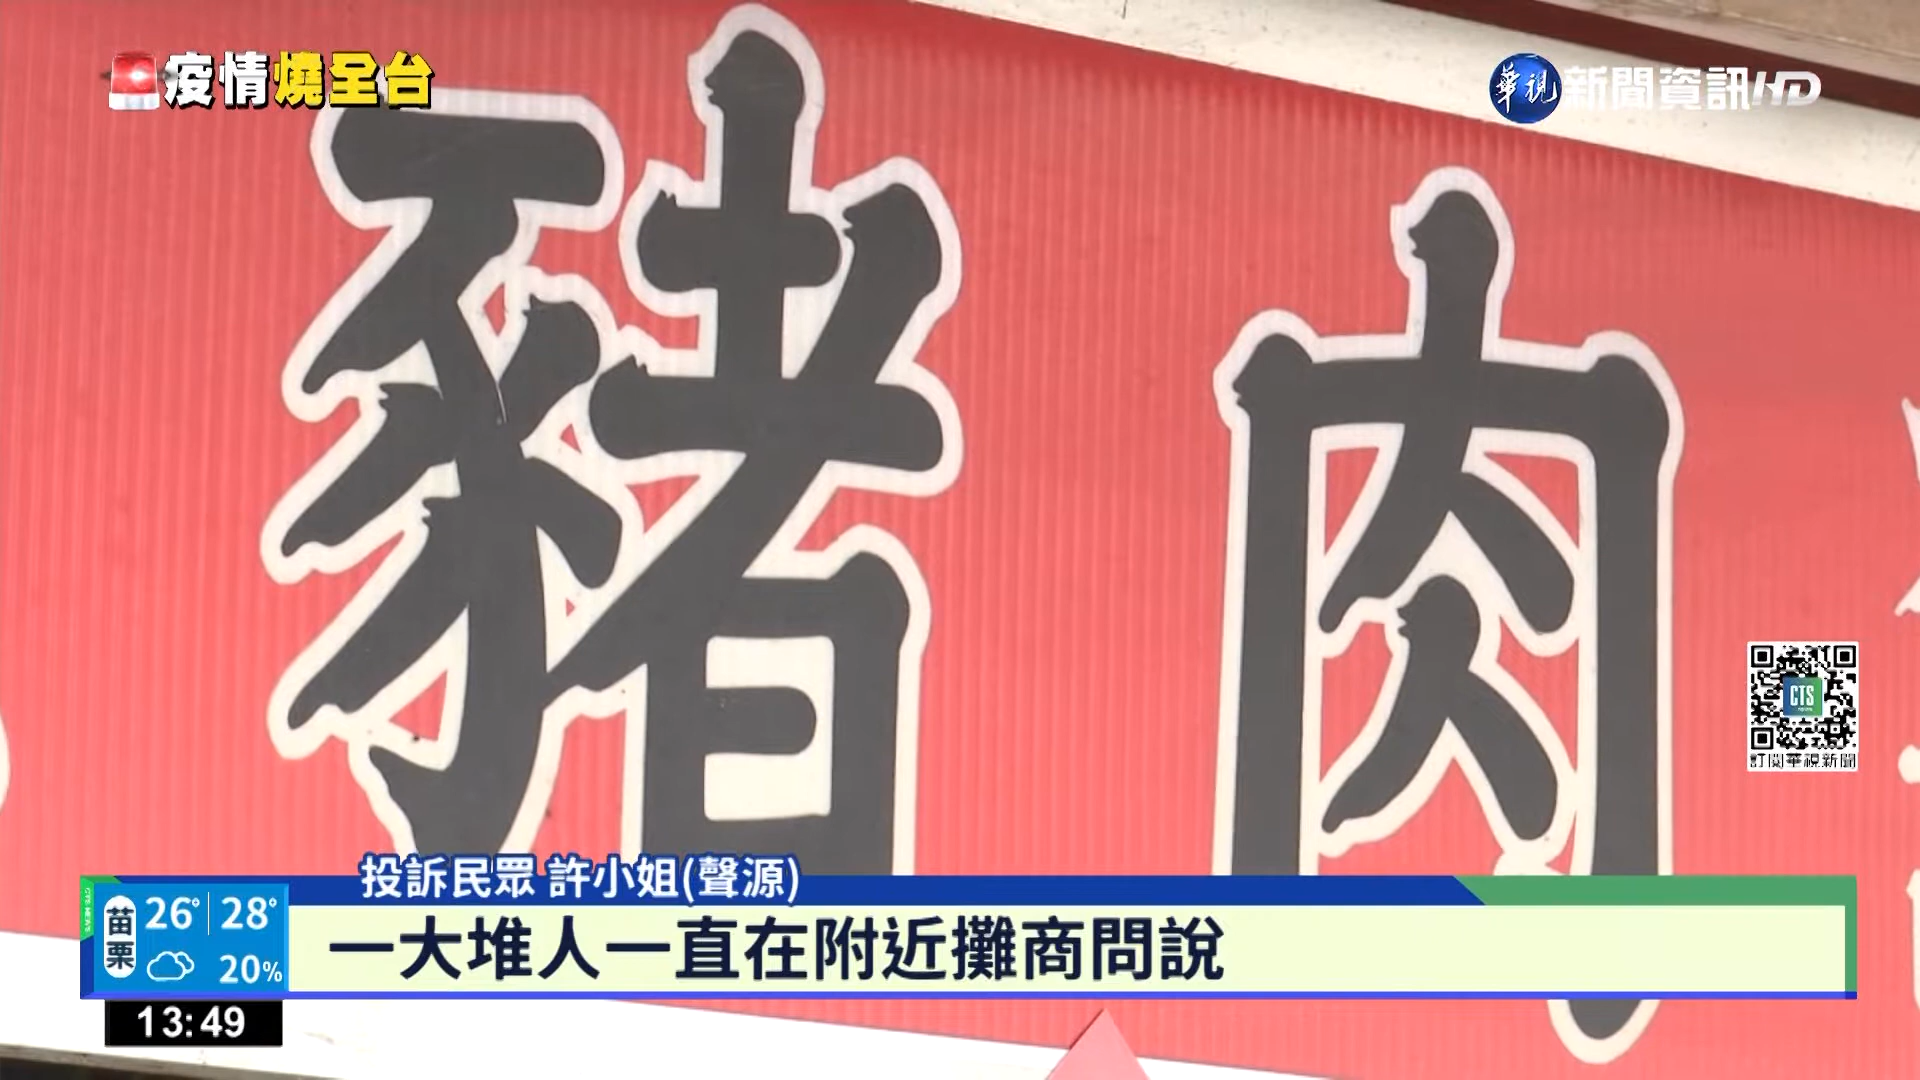 疫情燒全台
華視 新聞資訊HD
豬肉
CTS
訂閱華視新聞
投訴民眾 許小姐(聲源)
一大堆人一直在附近攤商問說
苗栗
26° 28°
20%
13:49